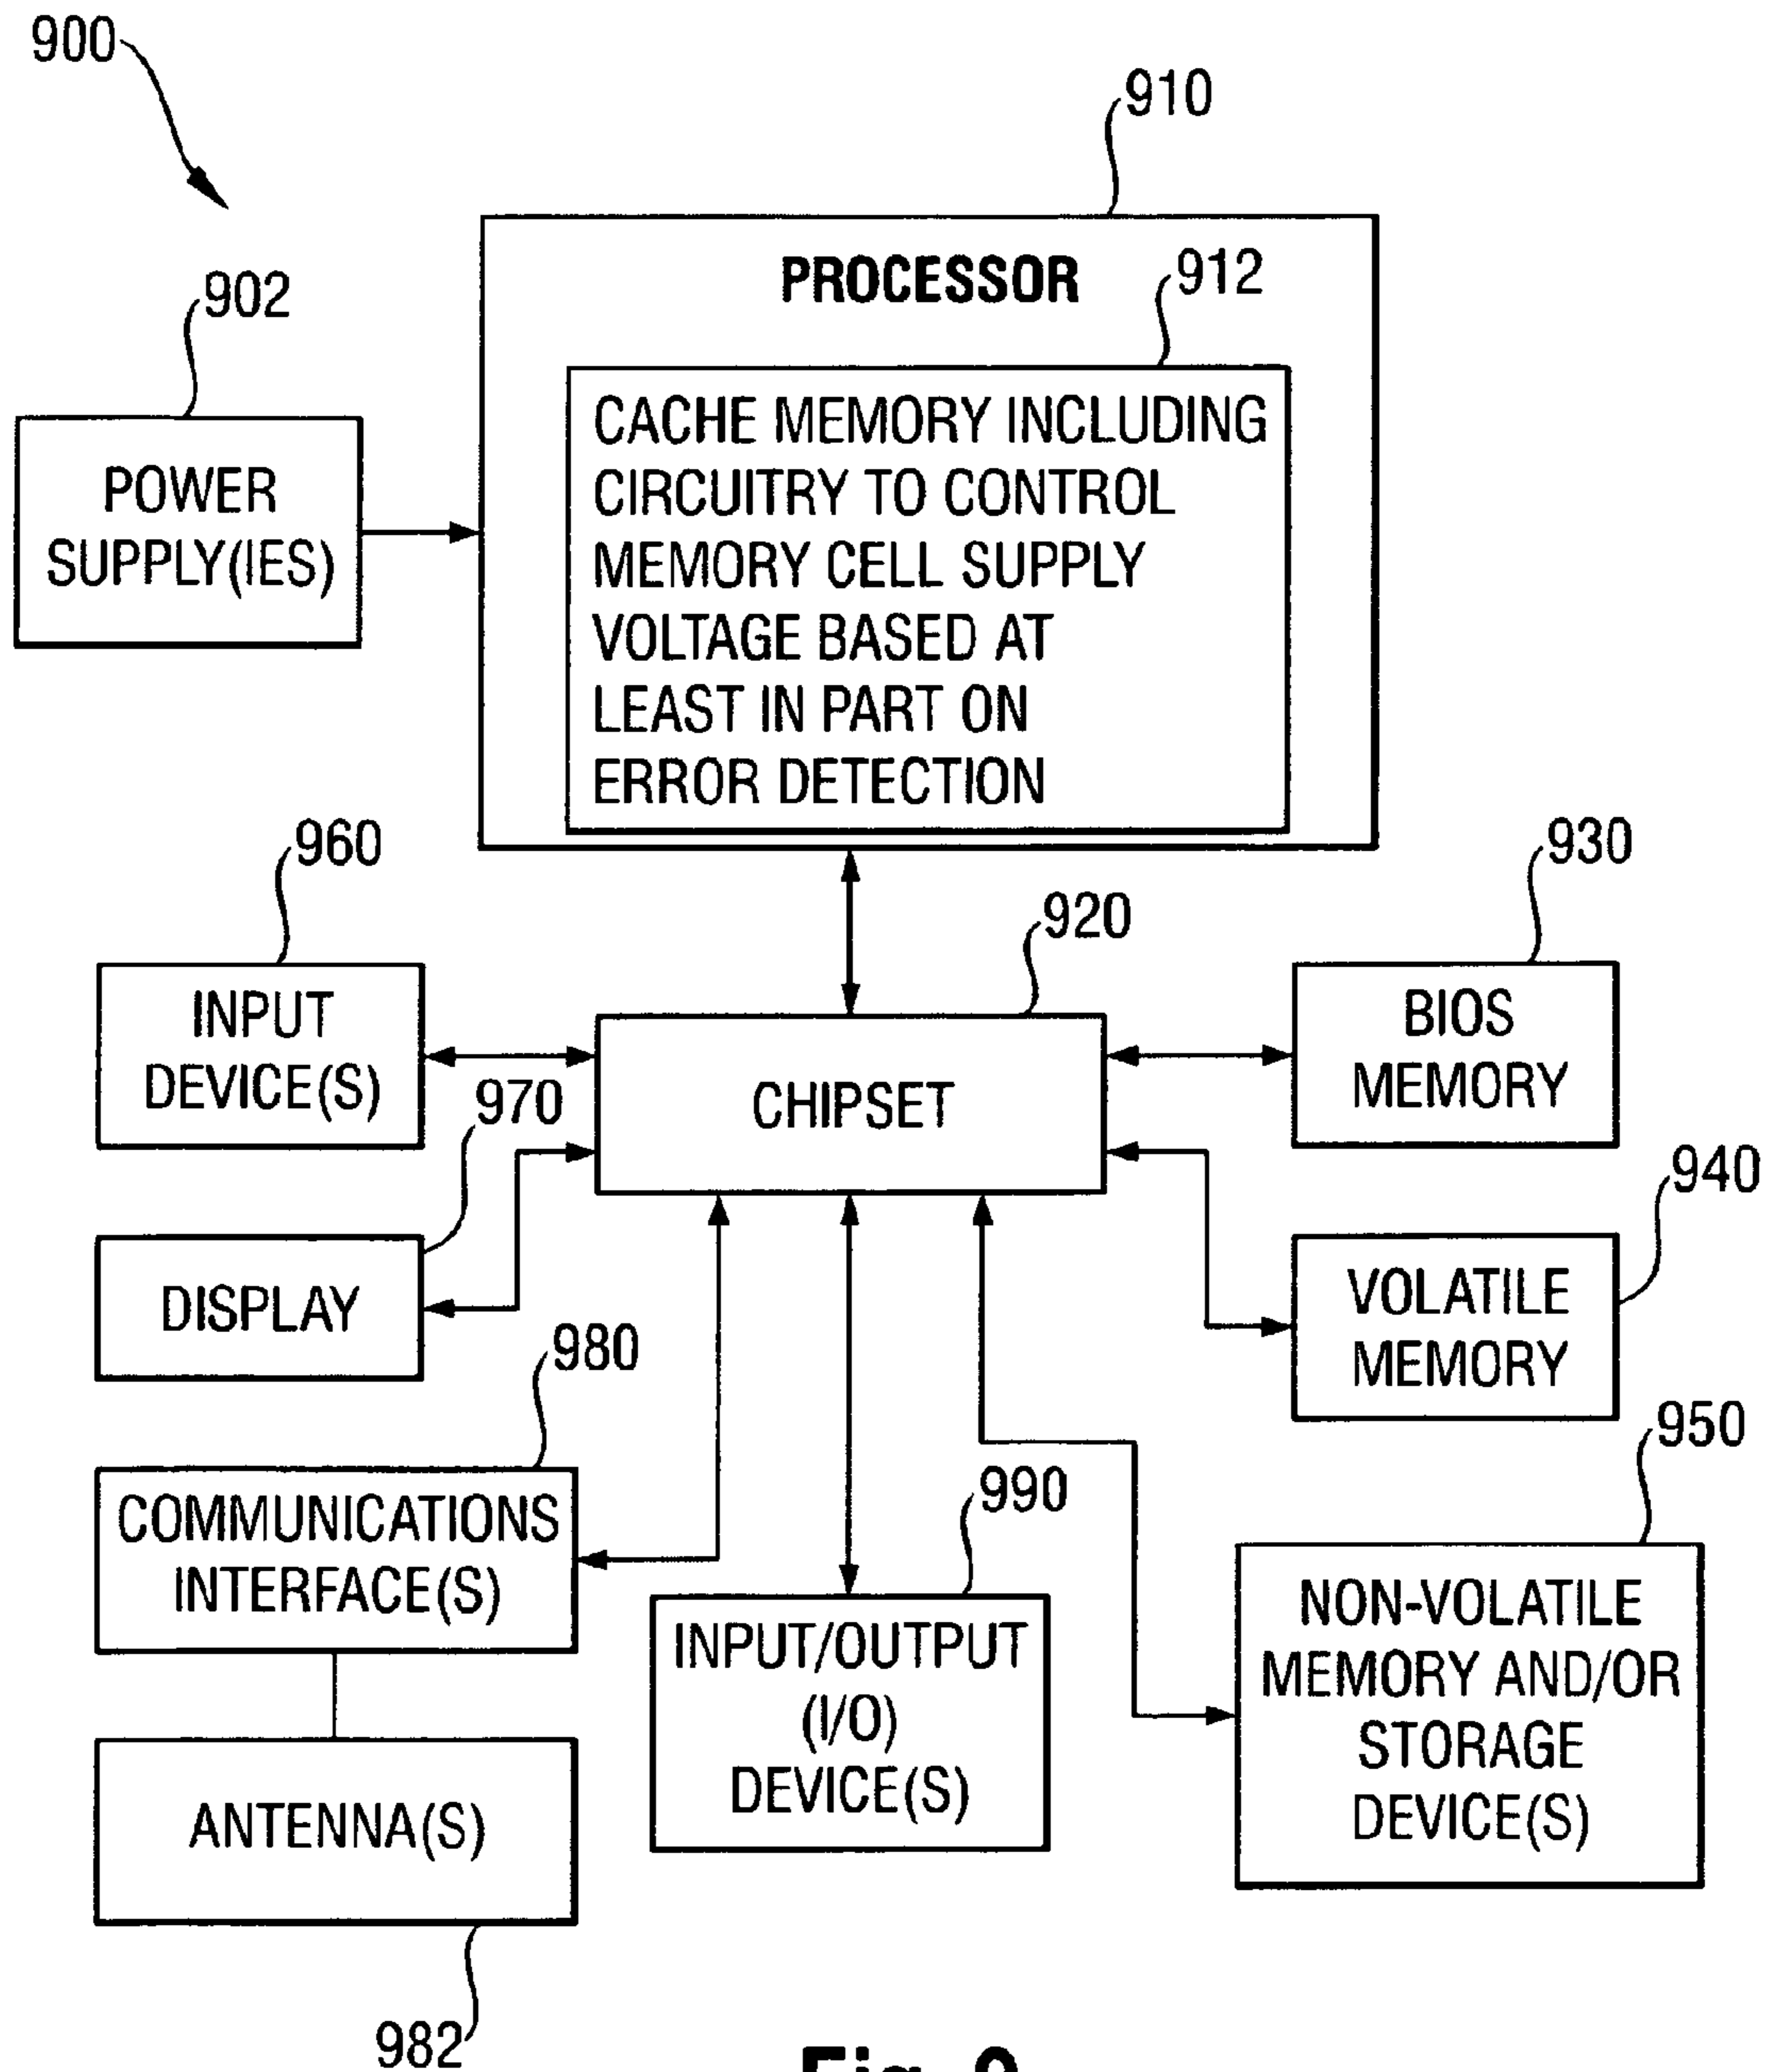 900
910
PROCESSOR
912
902
POWER
SUPPLY(IES)
CACHE MEMORY INCLUDING
CIRCUITRY TO CONTROL
MEMORY CELL SUPPLY
VOLTAGE BASED AT
LEAST IN PART ON
ERROR DETECTION
960
INPUT
DEVICE(S)
920
CHIPSET
930
BIOS
MEMORY
970
DISPLAY
940
VOLATILE
MEMORY
980
COMMUNICATIONS
INTERFACE(S)
990
INPUT/OUTPUT
(I/O)
DEVICE(S)
950
NON-VOLATILE
MEMORY AND/OR
STORAGE
DEVICE(S)
ANTENNA(S)
982